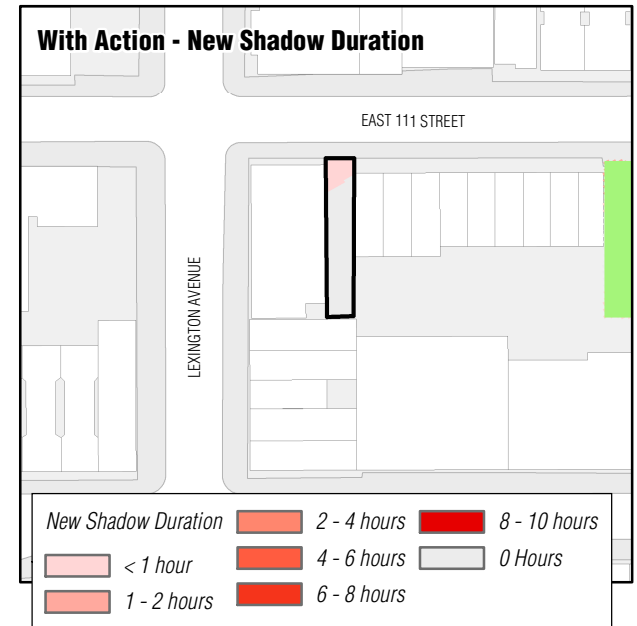 With Action - New Shadow Duration
EAST 111 STREET
LEXINGTON AVENUE
New Shadow Duration
< 1 hour
1 - 2 hours
2 - 4 hours
4 - 6 hours
6 - 8 hours
8 - 10 hours
0 Hours